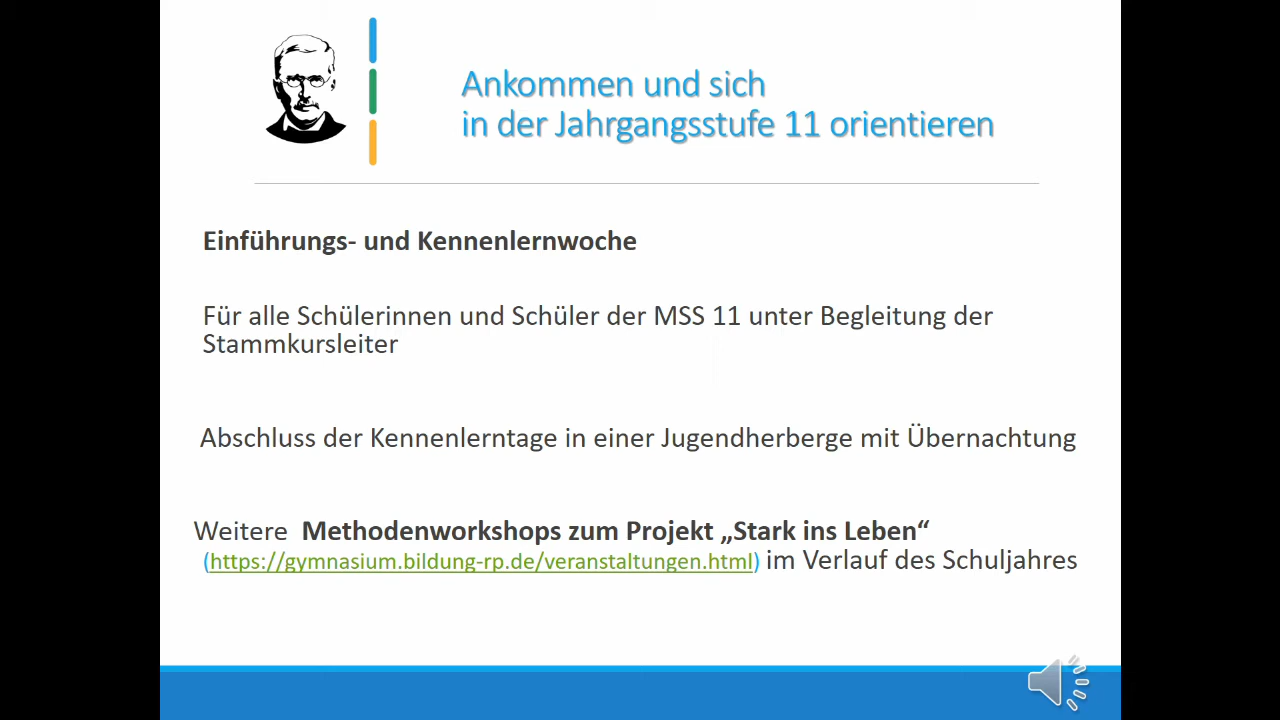 Ankommen und sich
in der Jahrgangsstufe 11 orientieren
Einführungs- und Kennenlernwoche
Für alle Schülerinnen und Schüler der MSS 11 unter Begleitung der
Stammkursleiter
Abschluss der Kennenlerntage in einer Jugendherberge mit Übernachtung
Weitere Methodenworkshops zum Projekt „Stark ins Leben“
(https://gymnasium.bildung-rp.de/veranstaltungen.html) im Verlauf des Schuljahres